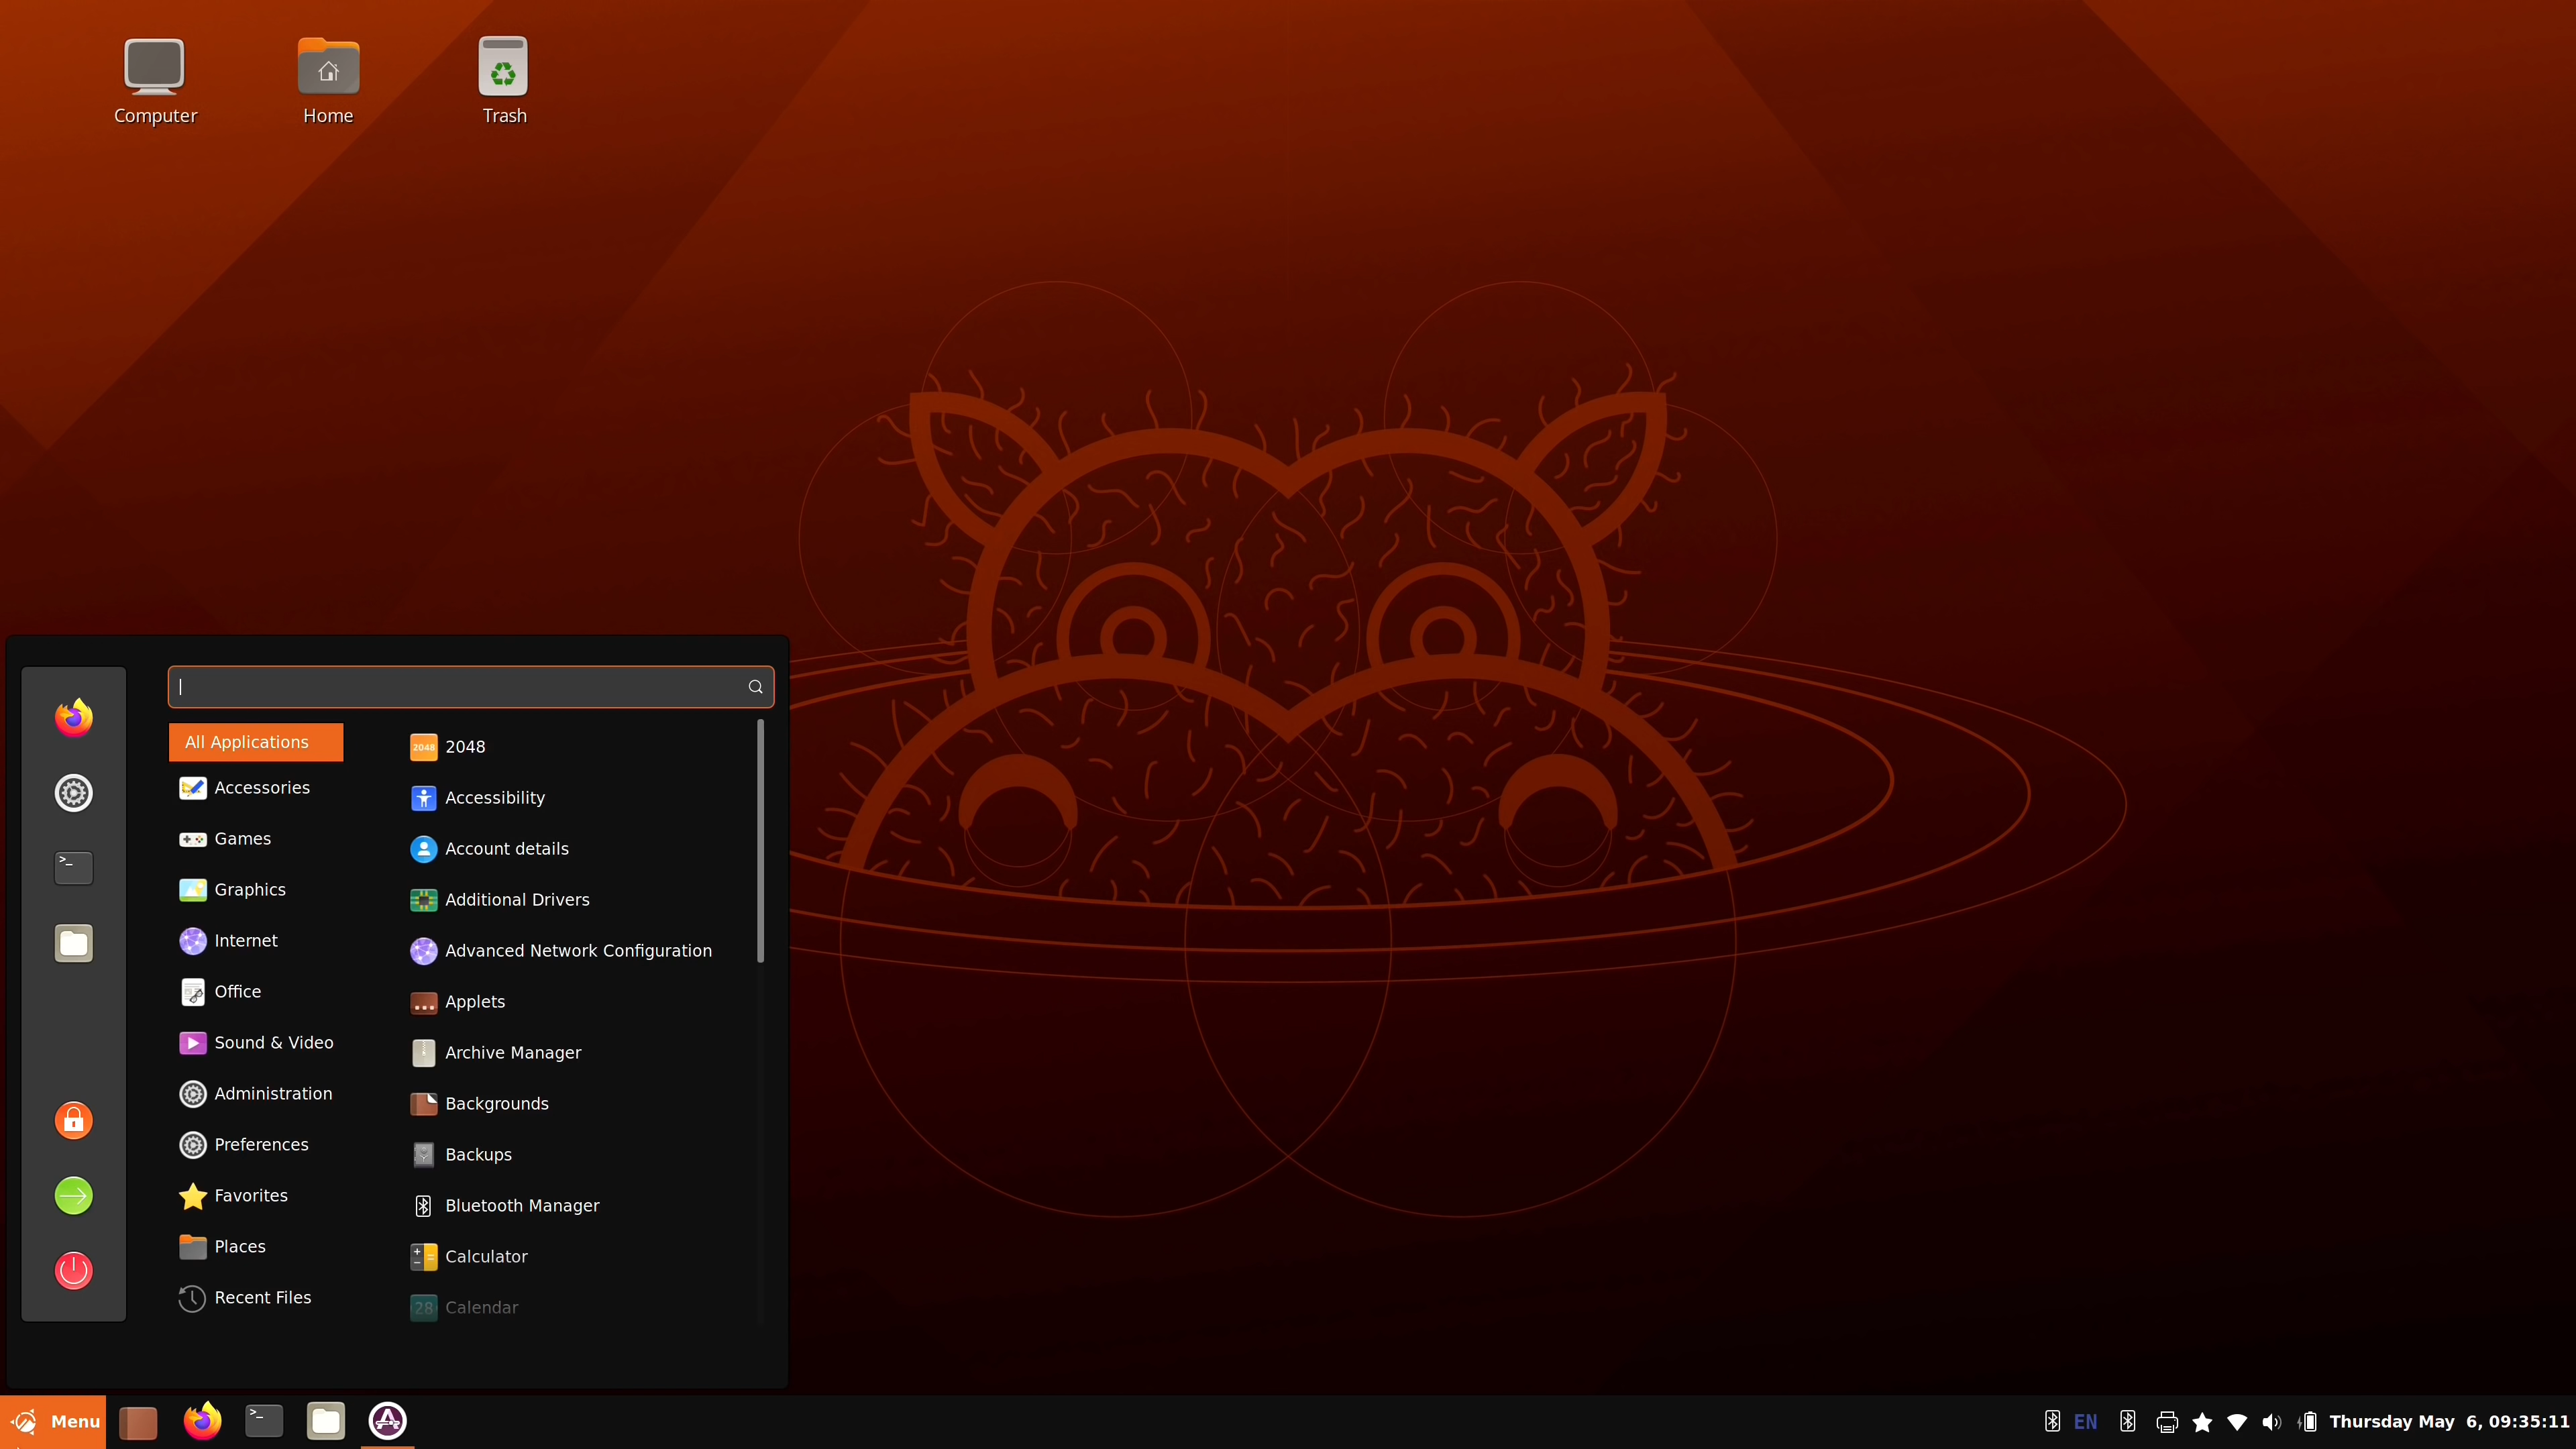 Computer
Home
Trash
All Applications
Accessories
Games
Graphics
Internet
Office
Sound & Video
Administration
Preferences
Favorites
Places
Recent Files
2048
2048
Accessibility
Account details
Additional Drivers
Advanced Network Configuration
Applets
Archive Manager
Backgrounds
Backups
Bluetooth Manager
Calculator
28
Calendar
>_
Menu
>_
EN
Thursday May 6, 09:35:11